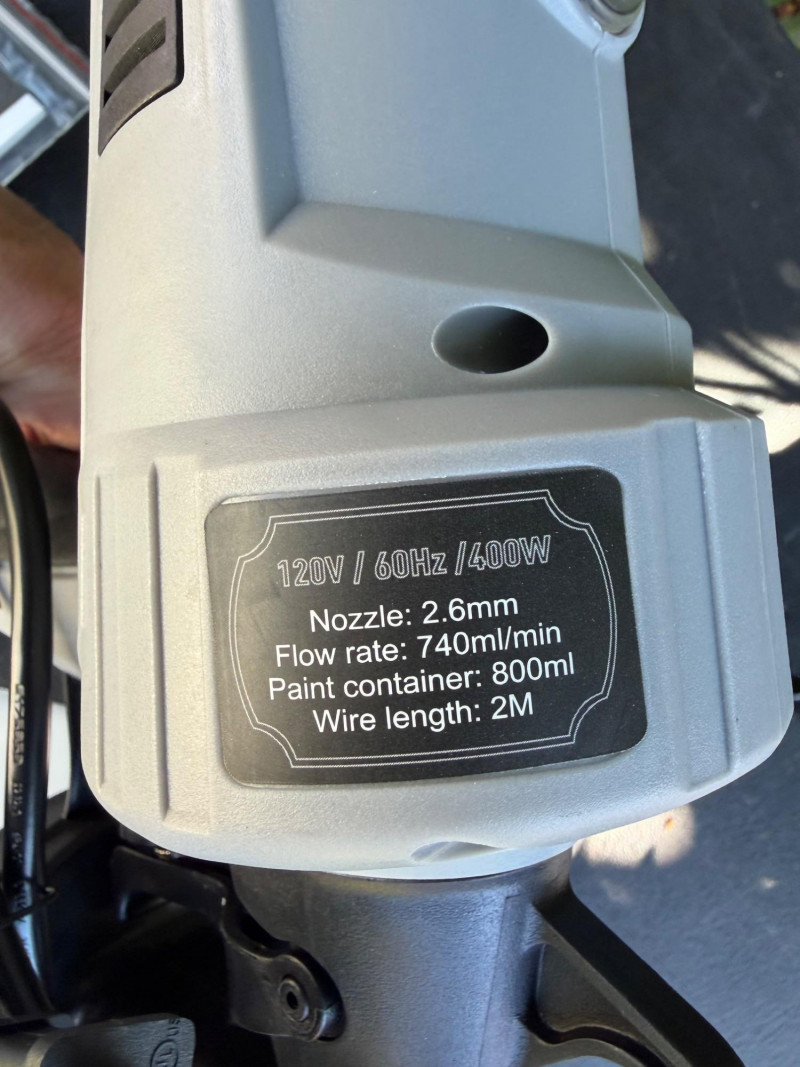 120V / 60Hz /400W
Nozzle: 2.6mm
Flow rate: 740ml/min
Paint container: 800ml
Wire length: 2M